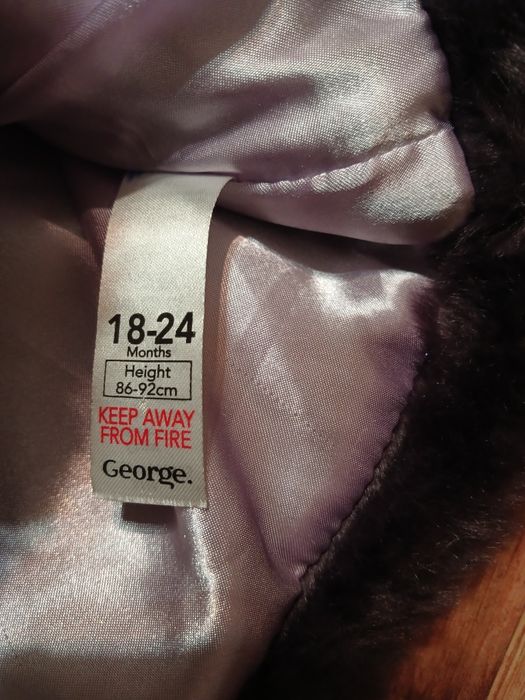 18-24
Months
Height
86-92cm
KEEP AWAY
FROM FIRE
George.